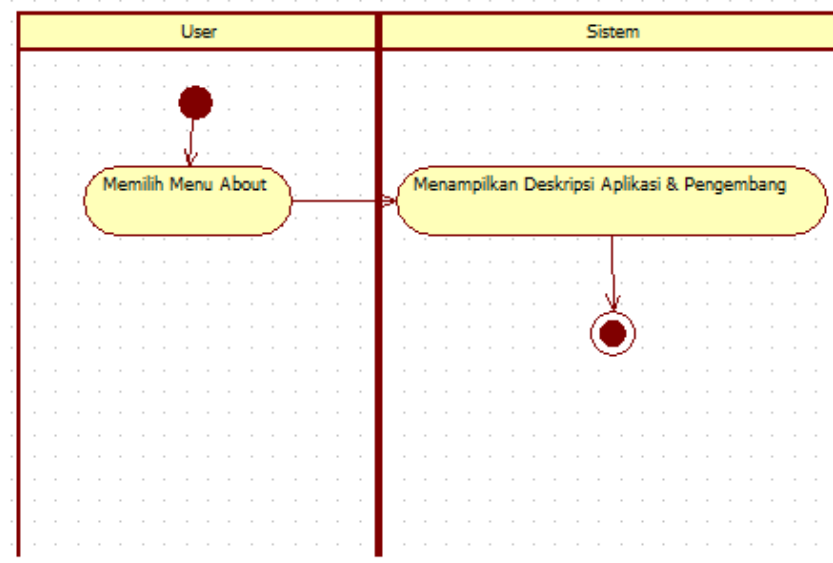 User
Sistem
Memilih Menu About
Menampilkan Deskripsi Aplikasi & Pengembang